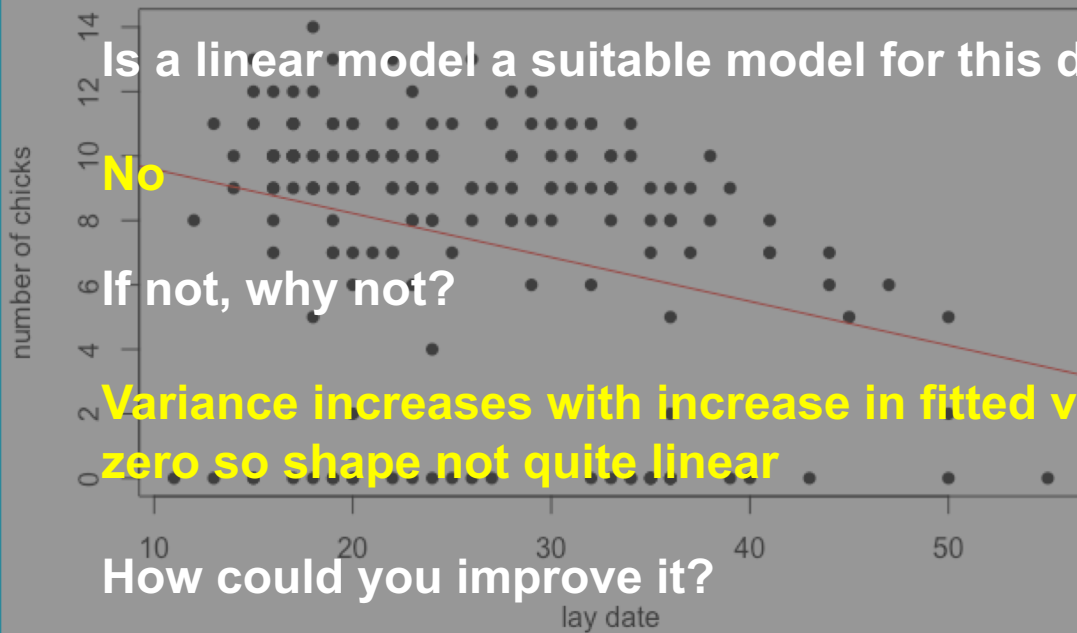 Is a linear model a suitable model for this d
No
If not, why not?
Variance increases with increase in fitted v
zero so shape not quite linear
How could you improve it?
number of chicks
14
12
10
8
6
4
2
0
10 20 30 40 50
lay date